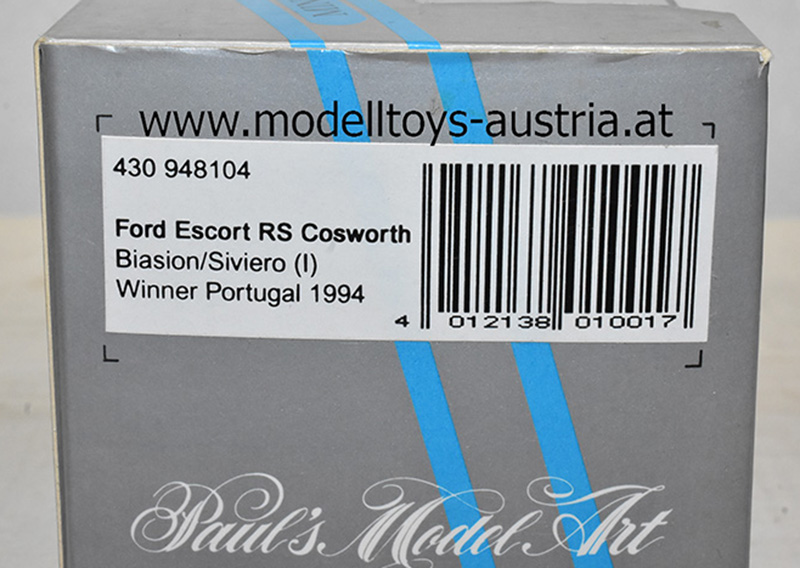 www.modelltoys-austria.at
430 948104
Ford Escort RS Cosworth
Biasion/Siviero (I)
Winner Portugal 1994
4 012138 010017
Paul's Model Art